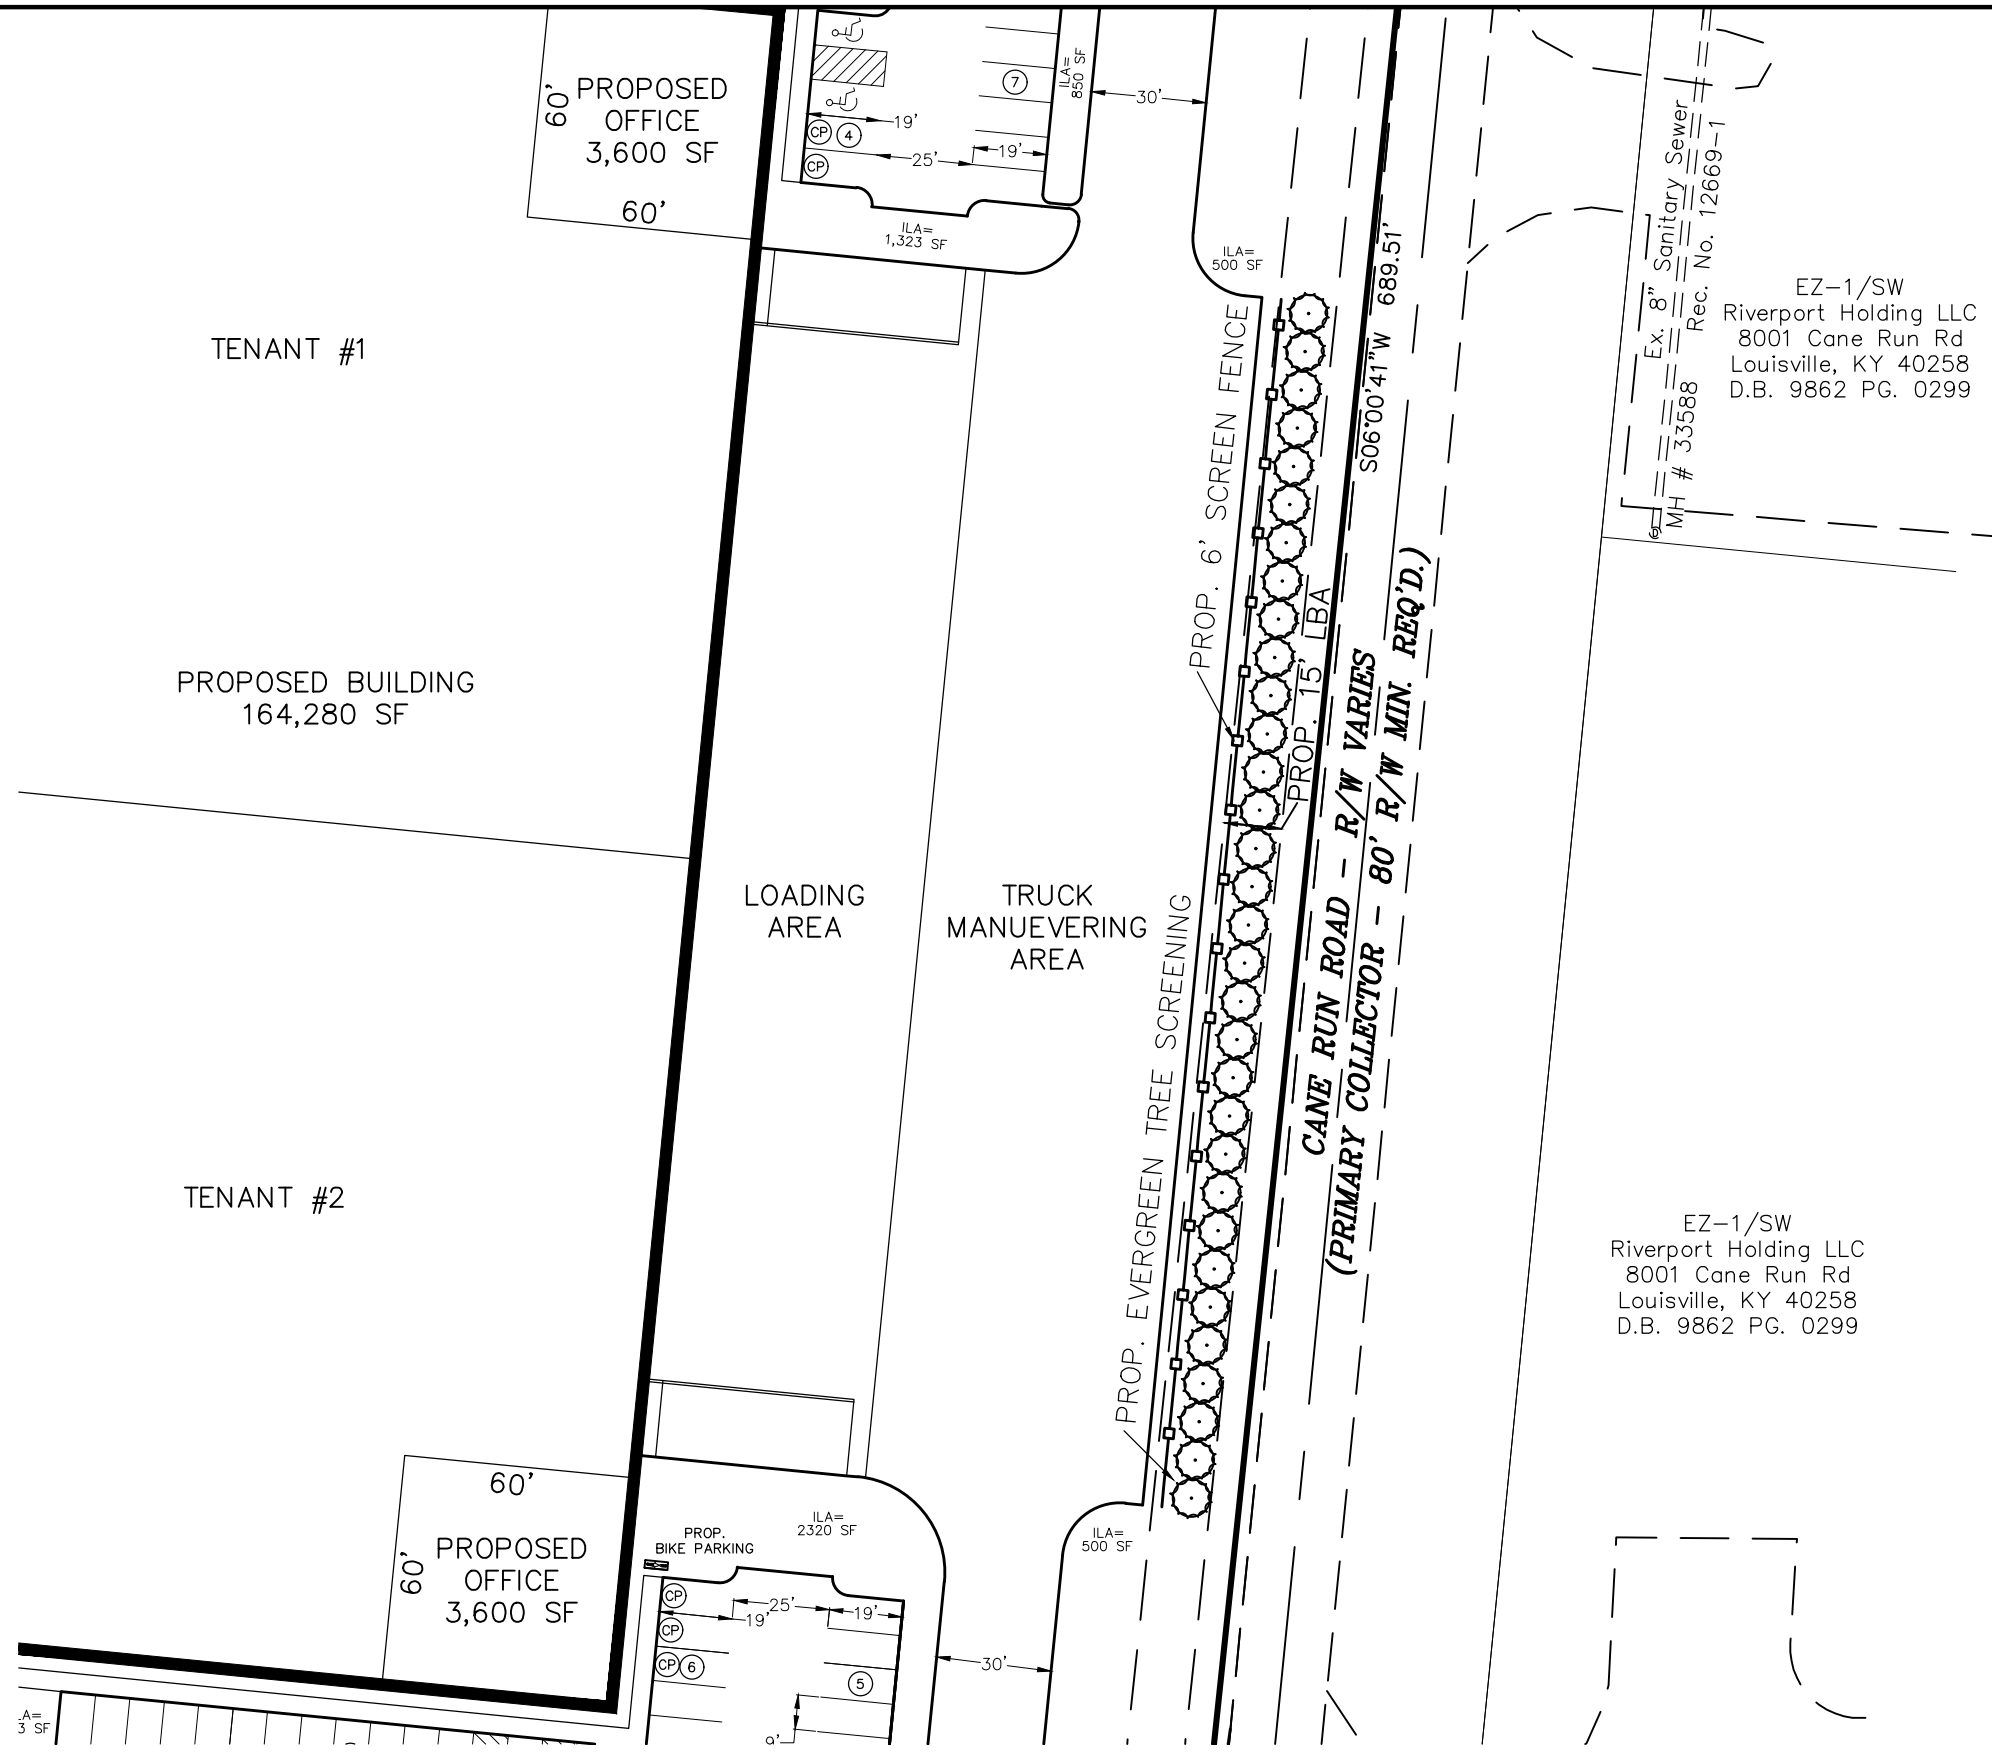 60'
PROPOSED
OFFICE
3,600 SF
60'
19'
CP
4
CP
25'
19'
7
ILA=
850 SF
30'
ILA=
1,323 SF
ILA=
500 SF
S06°00'41"W 689.51'
Ex. 8" Sanitary Sewer
Rec. No. 12669-1
MH # 33588
EZ-1/SW
Riverport Holding LLC
8001 Cane Run Rd
Louisville, KY 40258
D.B. 9862 PG. 0299
TENANT #1
PROP. 6' SCREEN FENCE
PROP. 15' LBA
PROPOSED BUILDING
164,280 SF
CANE RUN ROAD - R/W VARIES
(PRIMARY COLLECTOR - 80' R/W MIN. REQ'D.)
LOADING
AREA
TRUCK
MANUEVERING
AREA
PROP. EVERGREEN TREE SCREENING
TENANT #2
EZ-1/SW
Riverport Holding LLC
8001 Cane Run Rd
Louisville, KY 40258
D.B. 9862 PG. 0299
60'
60'
PROPOSED
OFFICE
3,600 SF
PROP.
BIKE PARKING
ILA=
2320 SF
ILA=
500 SF
CP
25'
19'
19'
CP
CP
6
5
30'
9'
A=
3 SF